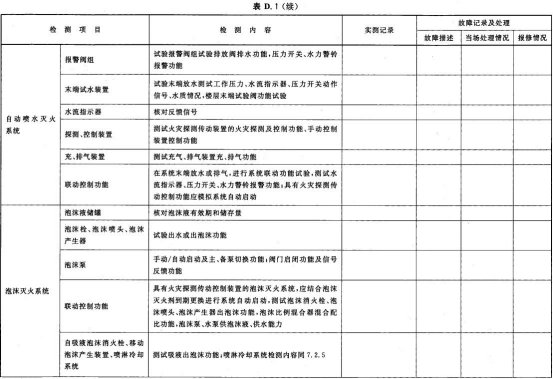 表 D.1（续）
检 测 项 目
检 测 内 容
实测记录
故障记录及处理
故障描述
当场处理情况
报修情况
自动喷水灭火
系统
报警阀组
试验报警阀组试验排放阀排水功能，压力开关、水力警铃
报警功能
末端试水装置
试验末端放水测试工作压力、水流指示器、压力开关动作
信号、水质情况，楼层末端试验阀功能试验
水流指示器
核对反馈信号
探测、控制装置
测试火灾探测传动装置的火灾探测及控制功能、手动控制
装置控制功能
充、排气装置
测试充气、排气装置充、排气功能
联动控制功能
在系统末端放水或排气，进行系统联动功能试验，测试水
流指示器、压力开关、水力警铃报警功能；具有火灾探测传
动控制功能应模拟系统自动启动
泡沫灭火系统
泡沫液储罐
核对泡沫液有效期和储存量
泡沫栓、泡沫喷头、泡沫
产生器
试验出水或出泡沫功能
泡沫泵
手动/自动启动及主、备泵切换功能；阀门启闭功能及信号
反馈功能
联动控制功能
具有火灾探测传动控制装置的泡沫灭火系统，应结合泡沫
灭火剂到期更换进行系统自动启动，测试泡沫消火栓、泡
沫喷头、泡沫产生器出泡沫功能，泡沫比例混合器混合配
比功能，泡沫泵、水泵供泡沫液、供水能力
自吸液泡沫消火栓、移动
泡沫产生装置、喷淋冷却
系统
测试吸液出泡沫功能；喷淋冷却系统检测内容同 7.2.5